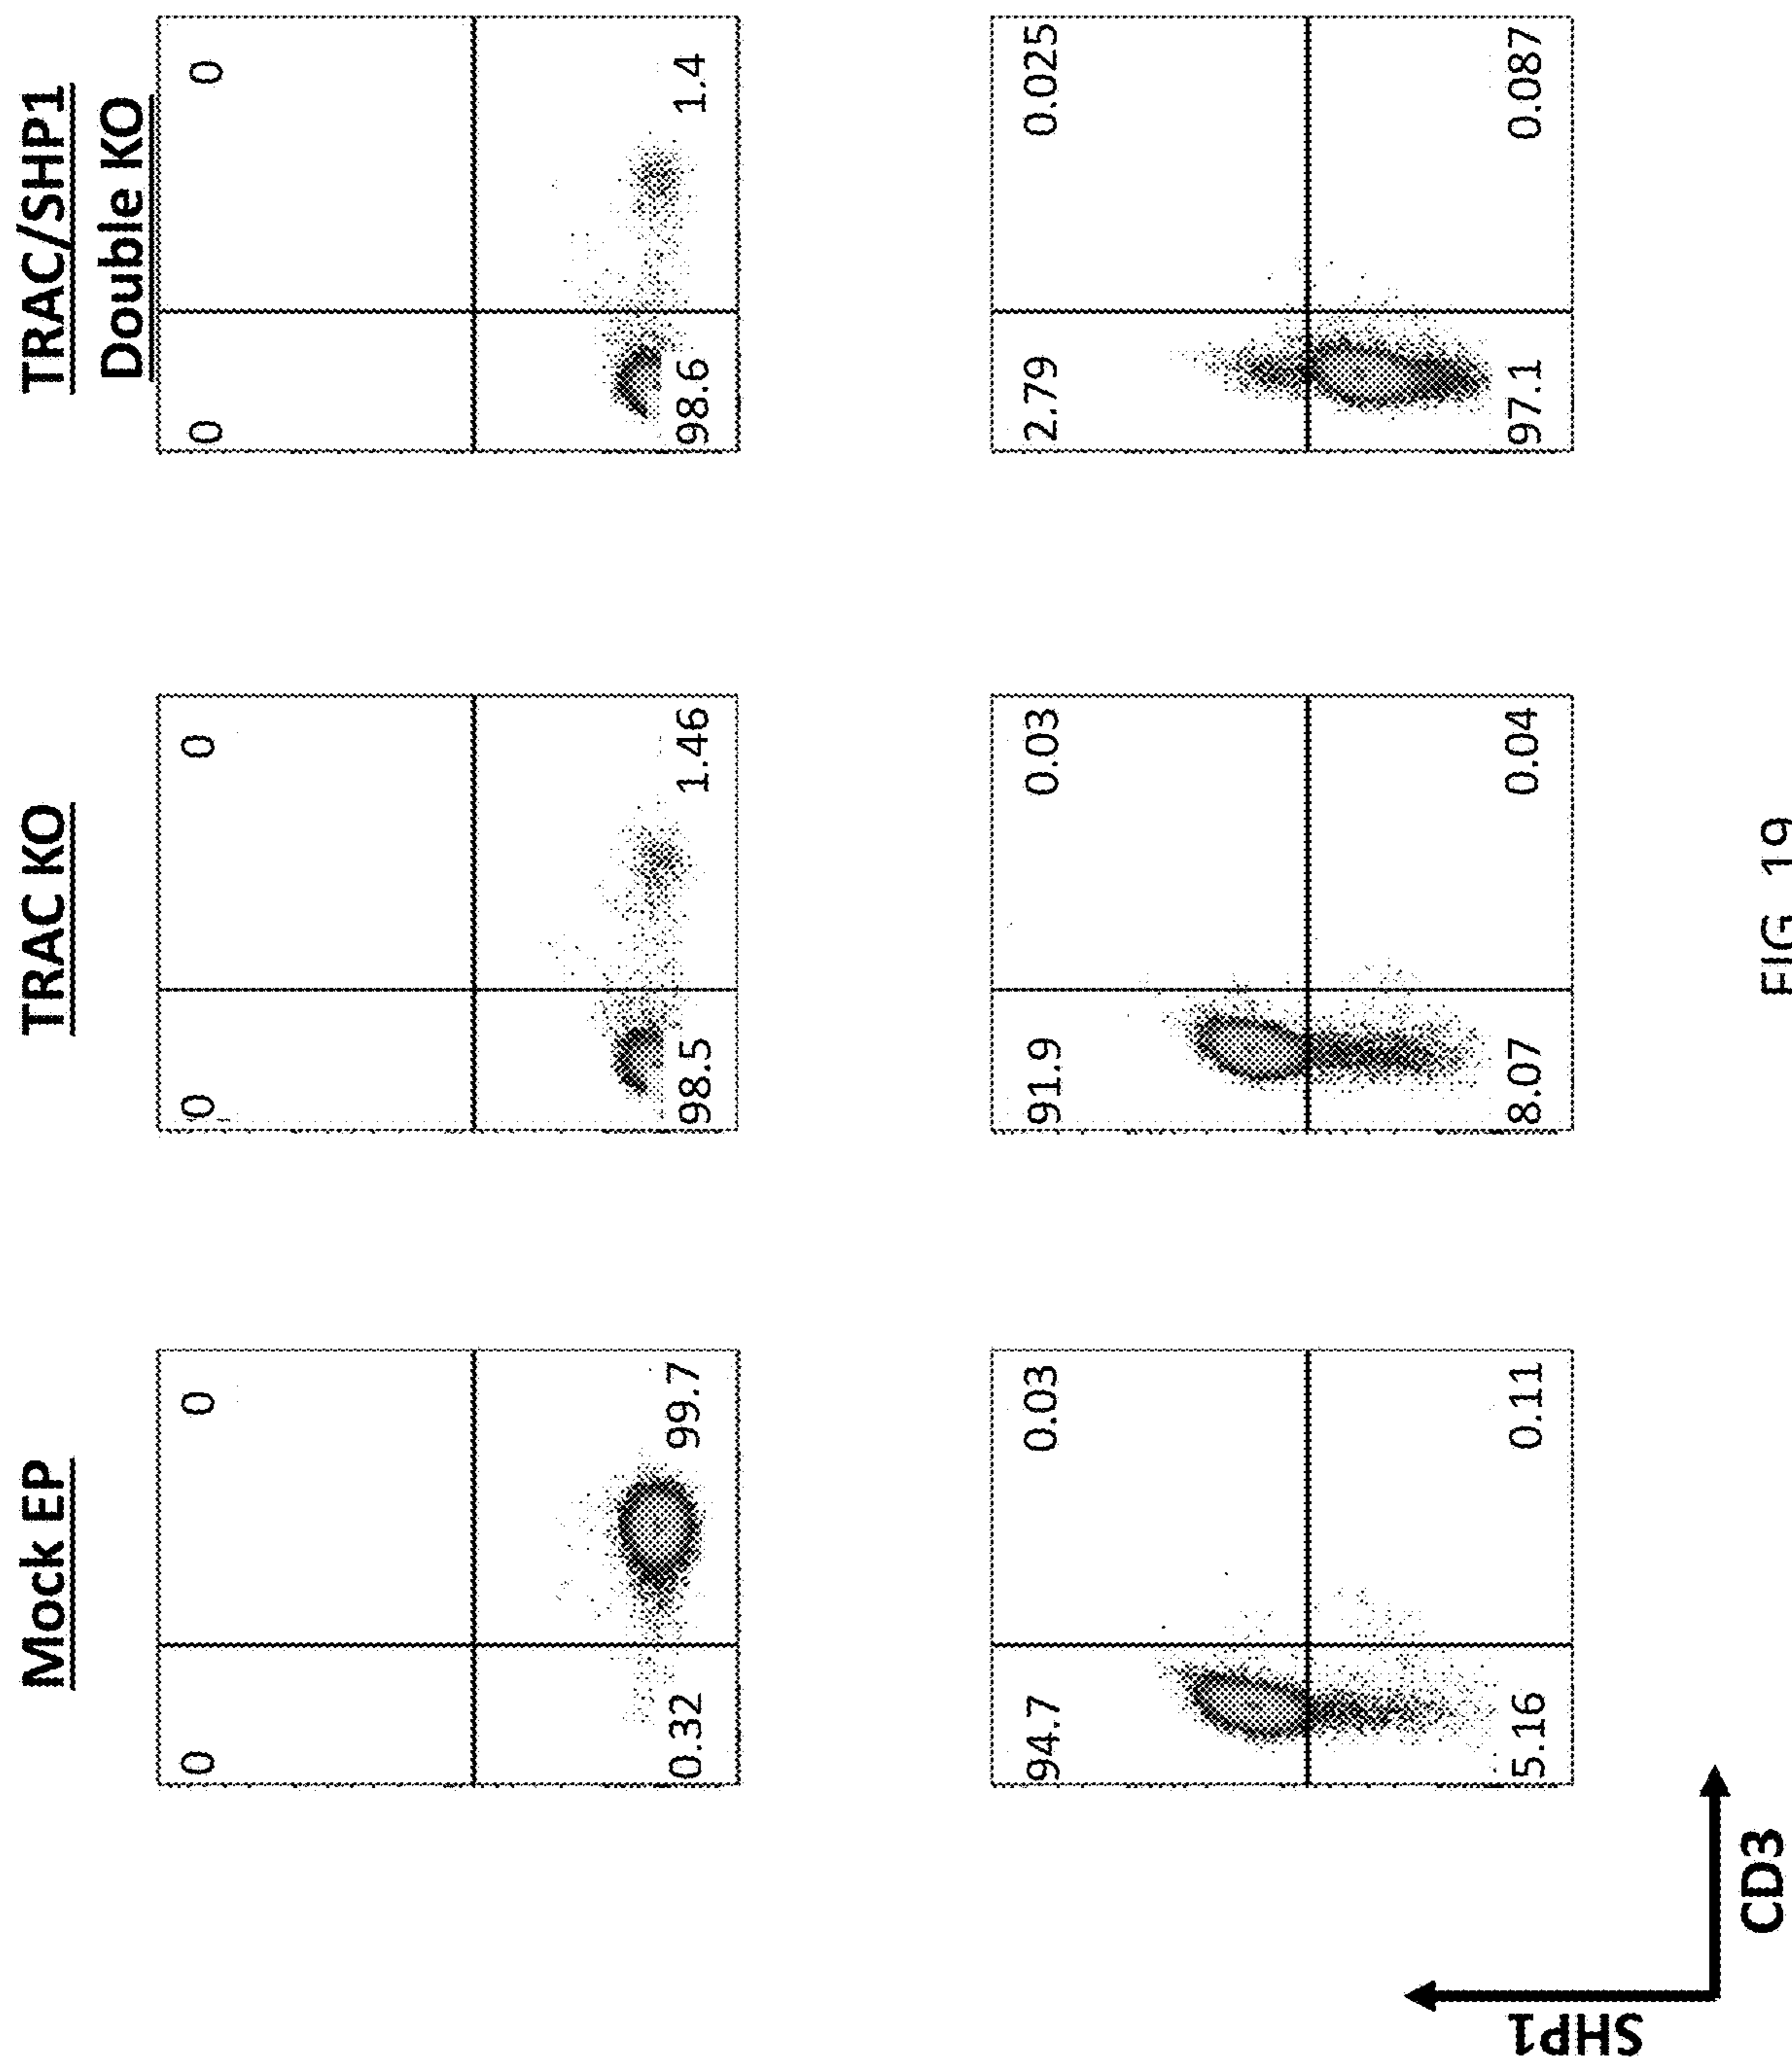 Mock EP
TRAC KO
TRAC/SHP1
Double KO
0 0
0 0
0 0
0.32 99.7
98.5 1.46
98.6 1.4
94.7 0.03
91.9 0.03
2.79 0.025
5.16 0.11
8.07 0.04
97.1 0.087
SHP1
CD3
FIG 19